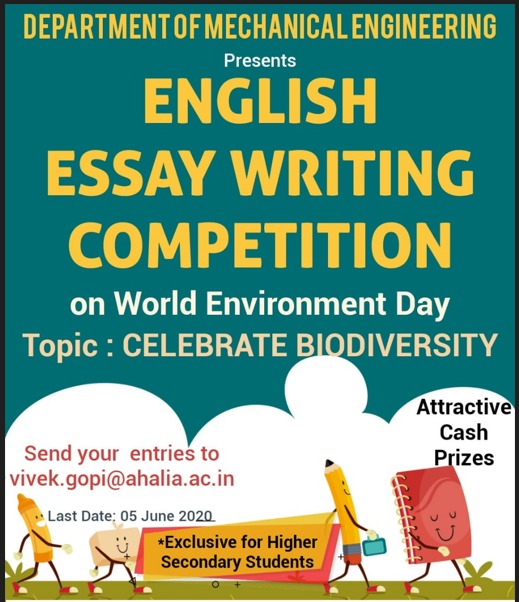 DEPARTMENT OF MECHANICAL ENGINEERING
Presents
ENGLISH
ESSAY WRITING
COMPETITION
on World Environment Day
Topic : CELEBRATE BIODIVERSITY
Attractive
Cash
Prizes
Send your entries to
vivek.gopi@ahalia.ac.in
Last Date: 05 June 2020
*Exclusive for Higher
Secondary Students